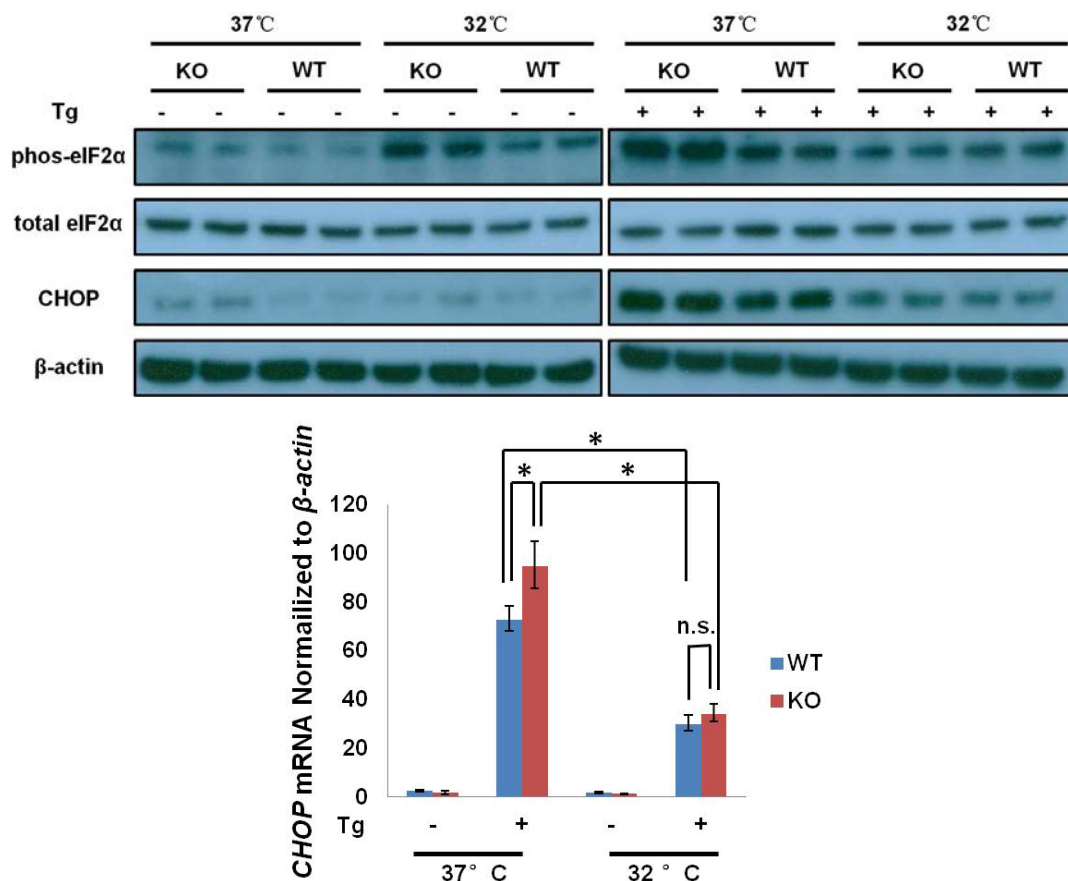 37℃ 32℃ 37℃ 32℃
KO WT KO WT KO WT KO WT
Tg - - - - - - - - + + + + + + + +
phos-eIF2α
total eIF2α
CHOP
β-actin
* 
*
*
120
100
80
60
40
20
0
CHOP mRNA Normailized to β-actin
n.s.
WT
KO
Tg - + - +
37° C 32 ° C